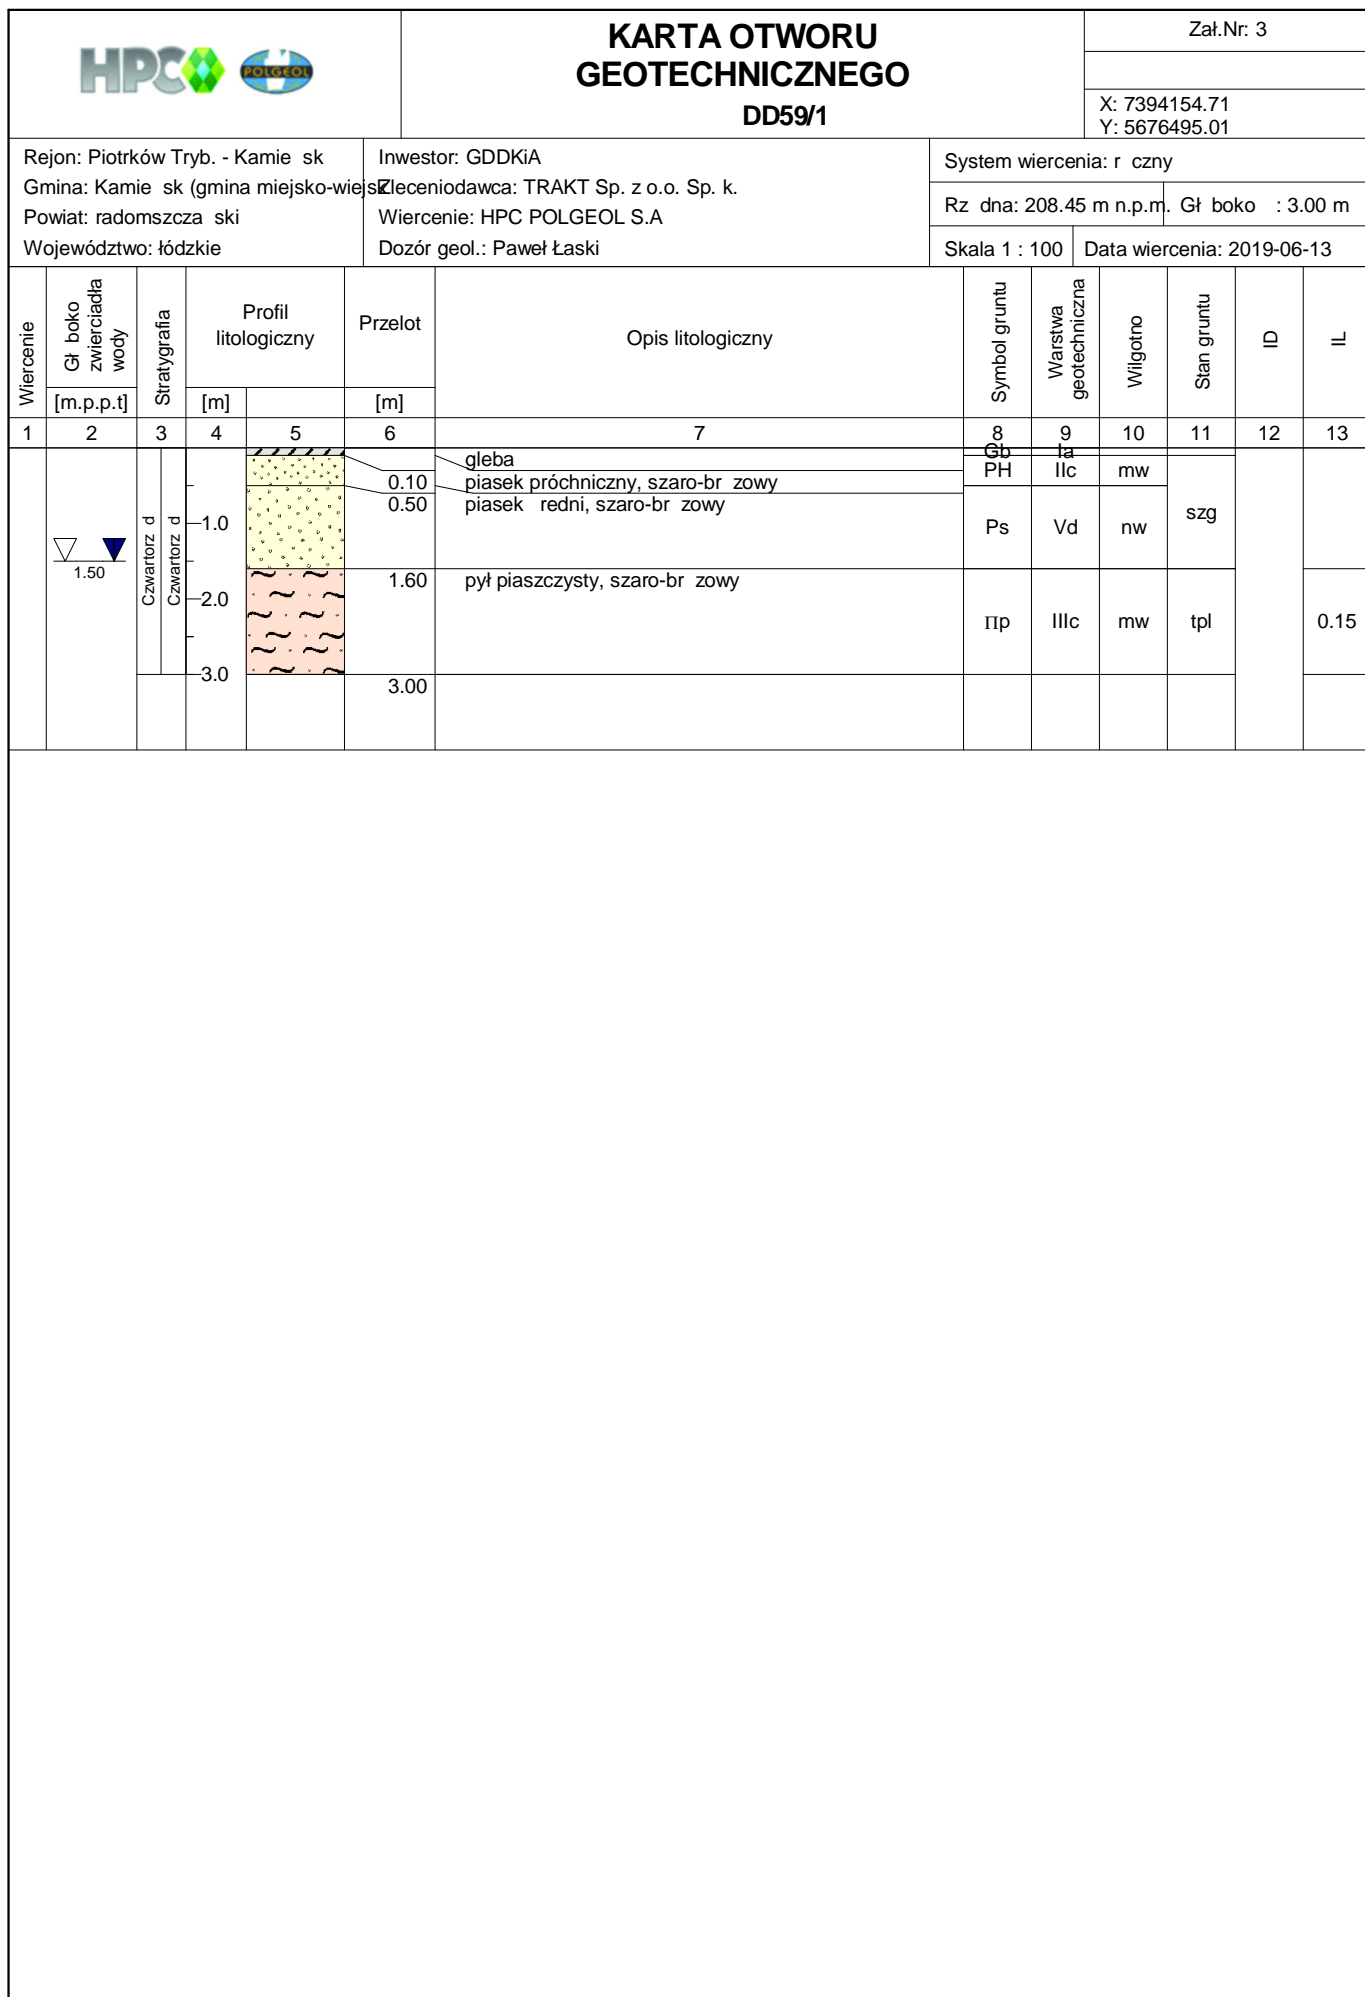 HPC POLGEOL
KARTA OTWORU
GEOTECHNICZNEGO
DD59/1
Zał.Nr: 3
X: 7394154.71
Y: 5676495.01
Rejon: Piotrków Tryb. - Kamie sk
Gmina: Kamie sk (gmina miejsko-wiejsk
Powiat: radomszcza ski
Województwo: łódzkie
Inwestor: GDDKiA
Zleceniodawca: TRAKT Sp. z o.o. Sp. k.
Wiercenie: HPC POLGEOL S.A
Dozór geol.: Paweł Łaski
System wiercenia: r czny
Rz dna: 208.45 m n.p.m. Gł boko : 3.00 m
Skala 1 : 100 Data wiercenia: 2019-06-13
Wiercenie
Gł boko
zwierciadła
wody
[m.p.p.t]
Stratygrafia
Profil
litologiczny
[m]
Przelot
[m]
Opis litologiczny
Symbol gruntu
Warstwa
geotechniczna
Wilgotno
Stan gruntu
ID
IL
1 2 3 4 5 6 7 8 9 10 11 12 13
gleba Gb Ia
0.10 piasek próchniczny, szaro-br zowy PH IIc mw
0.50 piasek redni, szaro-br zowy
1.0 Ps Vd nw szg
1.50
Czwartorz d
Czwartorz d
1.60 pył piaszczysty, szaro-br zowy
2.0
Πp IIIc mw tpl 0.15
3.0
3.00